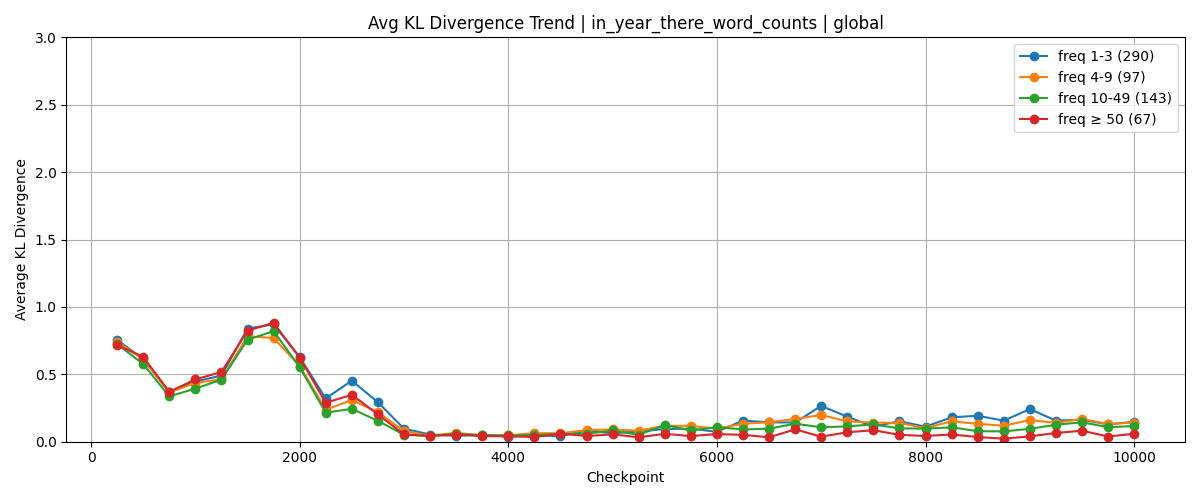 Avg KL Divergence Trend | in_year_there_word_counts | global
Average KL Divergence
3.0
2.5
2.0
1.5
1.0
0.5
0.0
freq 1-3 (290)
freq 4-9 (97)
freq 10-49 (143)
freq ≥ 50 (67)
0 2000 4000 6000 8000 10000
Checkpoint